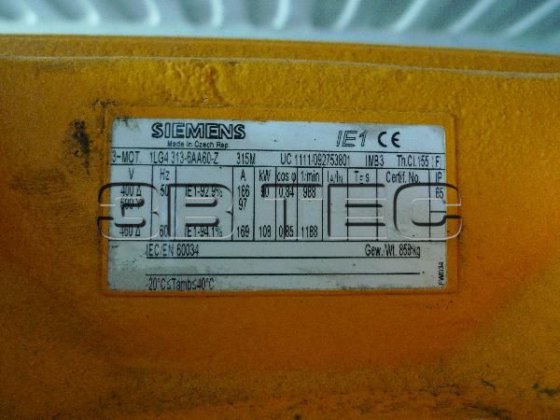 SIEMENS IE1 CE
Made in Czech Rep.
3~MOT. 1LG4 313-6AA60-Z 315M UC 1111/092753801 IMB3 Th.Cl.155 F
V Hz A kW cos φ 1/min Certif. No. IP
400 Δ 50 IE1-92.9% 166 90 0.84 988 65
690 Y 97
460 Δ 60 IE1-94.1% 169 108 0.85 1188
3BTEC
IEC/EN 60034 Gew./Wt. 858 kg
-20°C≤Tamb≤40°C